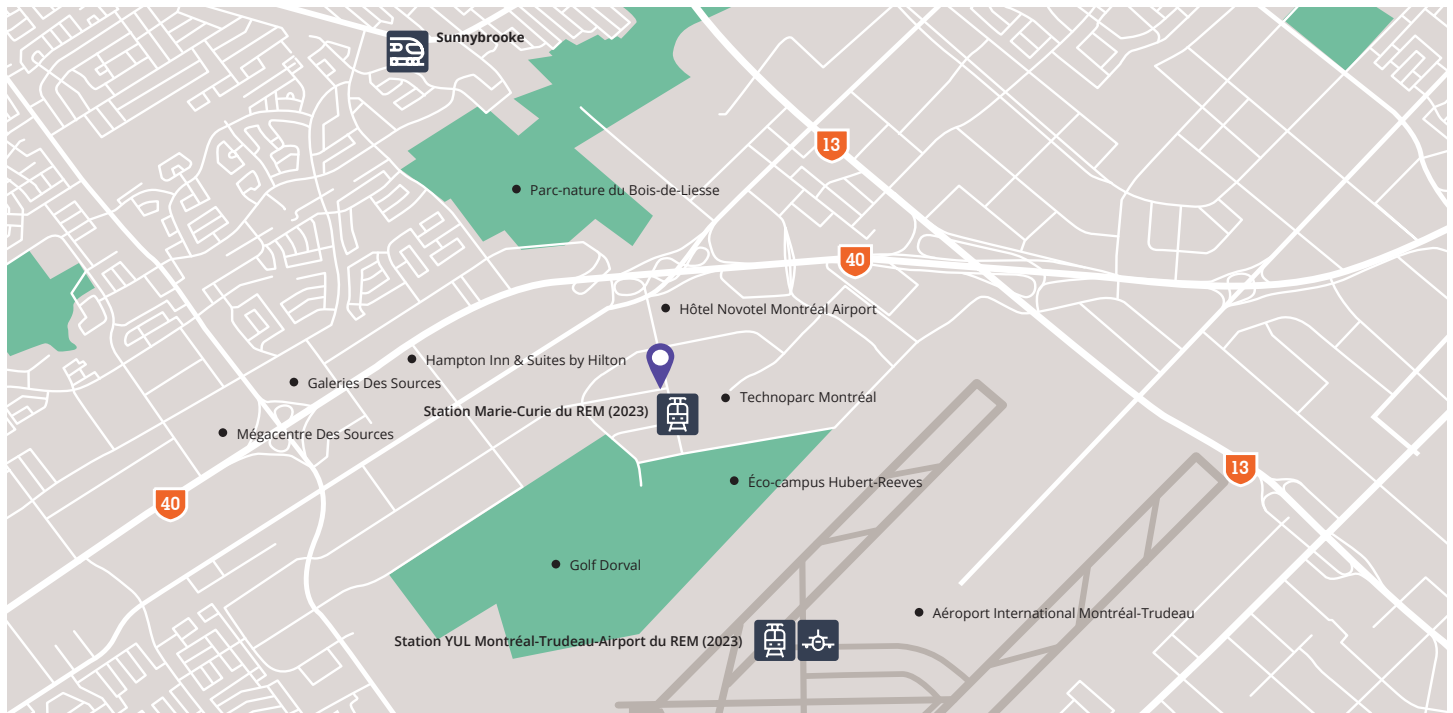 Sunnybrooke
13
Parc-nature du Bois-de-Liesse
40
Hôtel Novotel Montréal Airport
Hampton Inn & Suites by Hilton
Galeries Des Sources
Technoparc Montréal
Station Marie-Curie du REM (2023)
Mégacentre Des Sources
13
Éco-campus Hubert-Reeves
40
Golf Dorval
Aéroport International Montréal-Trudeau
Station YUL Montréal-Trudeau-Airport du REM (2023)